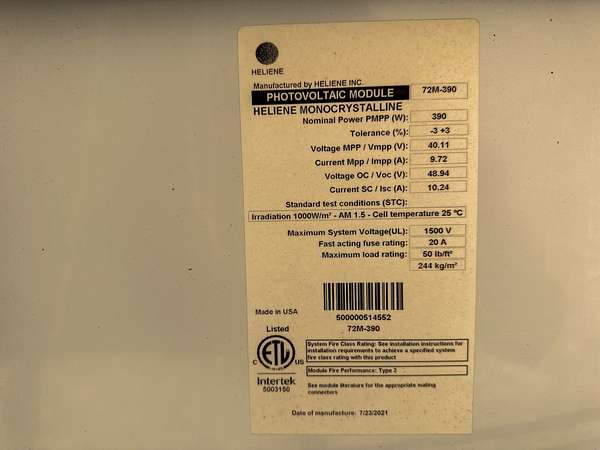 HELIENE
Manufactured by HELIENE INC.
PHOTOVOLTAIC MODULE 72M-390
HELIENE MONOCRYSTALLINE
Nominal Power PMPP (W): 390
Tolerance (%): -3 +3
Voltage MPP / Vmpp (V): 40.11
Current Mpp / Impp (A): 9.72
Voltage OC / Voc (V): 48.94
Current SC / Isc (A): 10.24
Standard test conditions (STC):
Irradiation 1000W/m² - AM 1.5 - Cell temperature 25 ºC
Maximum System Voltage(UL): 1500 V
Fast acting fuse rating: 20 A
Maximum load rating: 50 lb/ft²
244 kg/m²
Made in USA
500000514552
72M-390
Listed
ETL
C US
Intertek
5003150
System Fire Class Rating: See installation instructions for
installation requirements to achieve a specified system
fire class rating with this product
Module Fire Performance: Type 2
See module literature for the appropriate mating
connectors
Date of manufacture: 7/23/2021